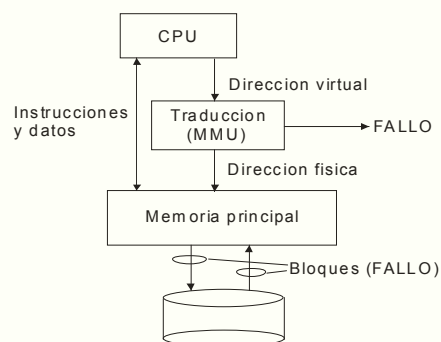 CPU
Direccion virtual
Instrucciones
y datos
Traduccion
(MMU)
FALLO
Direccion fisica
Memoria principal
Bloques (FALLO)